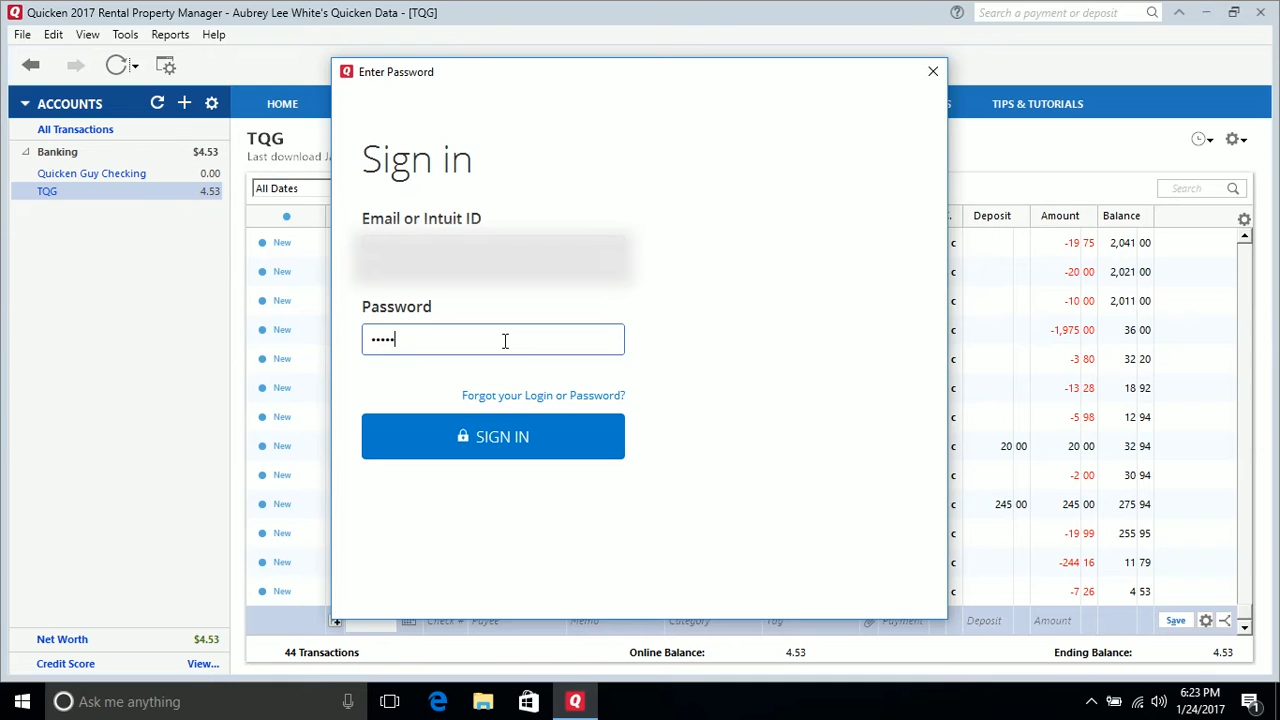 Quicken 2017 Rental Property Manager - Aubrey Lee White's Quicken Data - [TQG]
Search a payment or deposit
File Edit View Tools Reports Help
Enter Password
ACCOUNTS
HOME
TIPS & TUTORIALS
All Transactions
Banking $4.53
Quicken Guy Checking 0.00
TQG 4.53
TQG
Last download JA
All Dates
Search
Sign in
Email or Intuit ID
Password
•••••
Forgot your Login or Password?
SIGN IN
Deposit Amount Balance
New c -19 75 2,041 00
New c -20 00 2,021 00
New c -10 00 2,011 00
New c -1,975 00 36 00
New c -3 80 32 20
New c -13 28 18 92
New c -5 98 12 94
New c 20 00 20 00 32 94
New c -2 00 30 94
New c 245 00 245 00 275 94
New c -19 99 255 95
New c -244 16 11 79
New c -7 26 4 53
Check # Payee Memo Category Tag Payment Deposit Amount Save
Net Worth $4.53
44 Transactions Online Balance: 4.53 Ending Balance: 4.53
Credit Score View...
Ask me anything
6:23 PM
1/24/2017
1